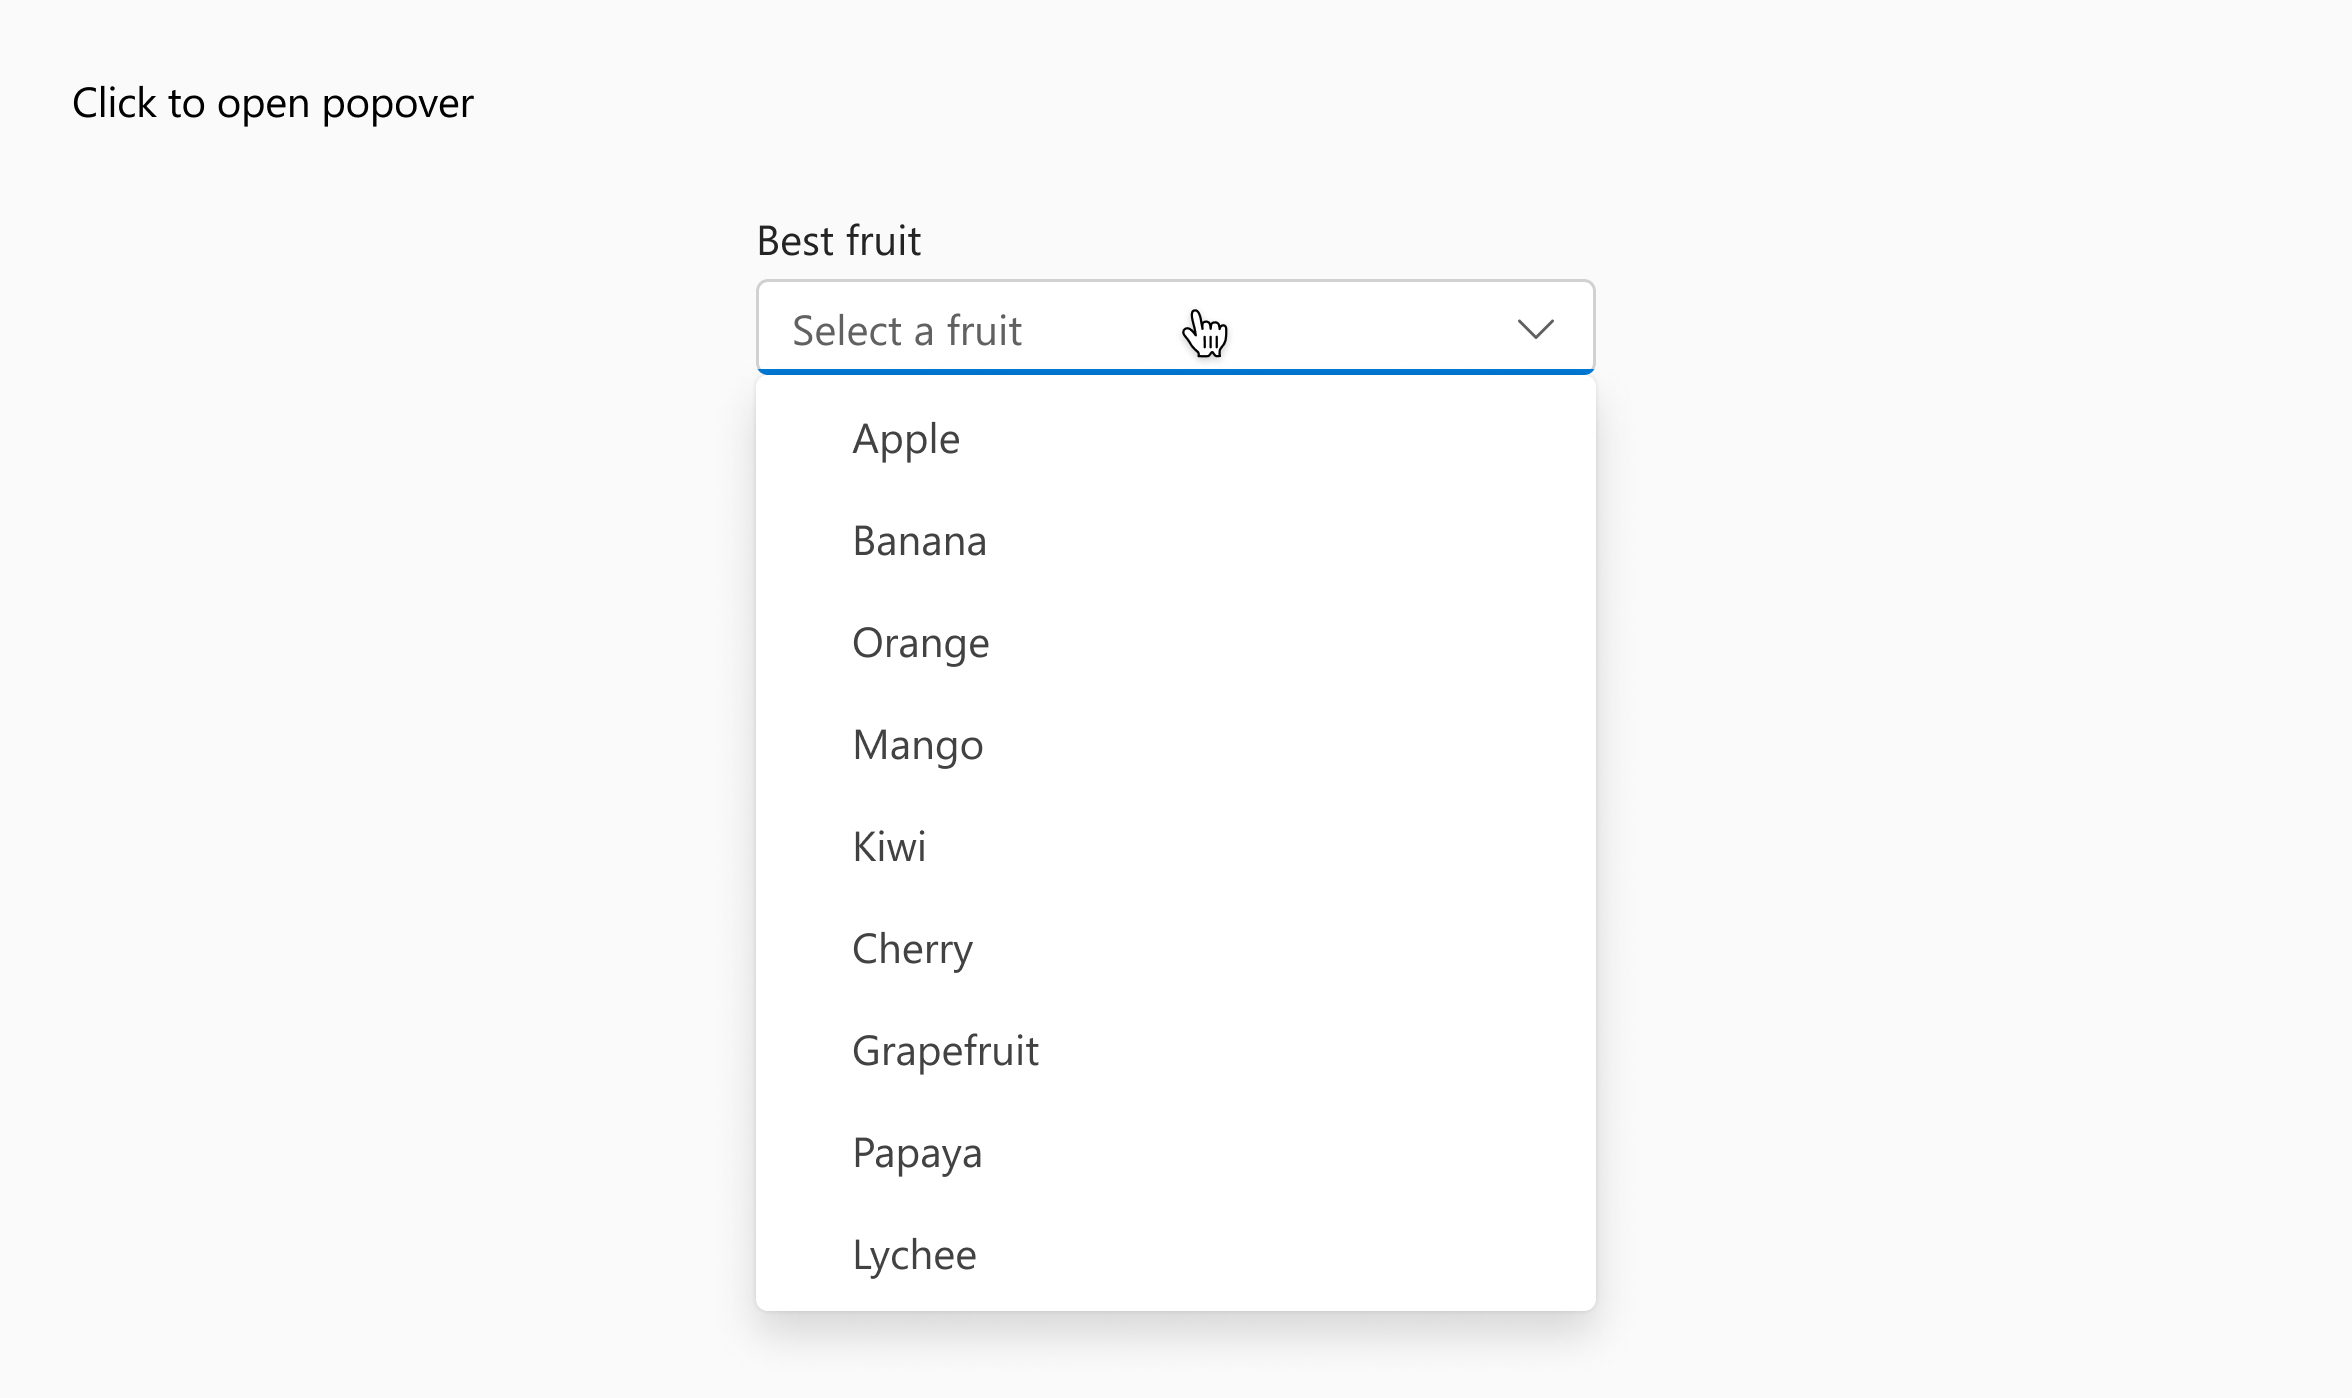 Click to open popover
Best fruit
Select a fruit
Apple
Banana
Orange
Mango
Kiwi
Cherry
Grapefruit
Papaya
Lychee